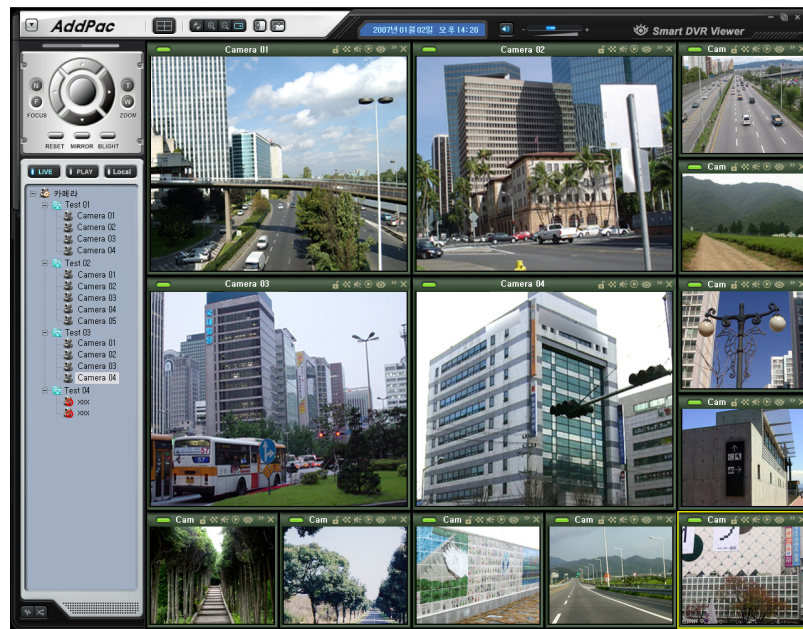 AddPac
2007년 01월 02일 오후 14:20
Smart DVR Viewer
N
T
F
W
FOCUS
ZOOM
RESET MIRROR BLIGHT
LIVE
PLAY
Local
카메라
Test 01
Camera 01
Camera 02
Camera 03
Camera 04
Test 02
Camera 01
Camera 02
Camera 03
Camera 04
Camera 05
Test 03
Camera 01
Camera 02
Camera 03
Camera 04
Test 04
xxx
xxx
Camera 01
Camera 02
Cam
Cam
Camera 03
Camera 04
Cam
Cam
57
57
Cam
Cam
Cam
Cam
Cam